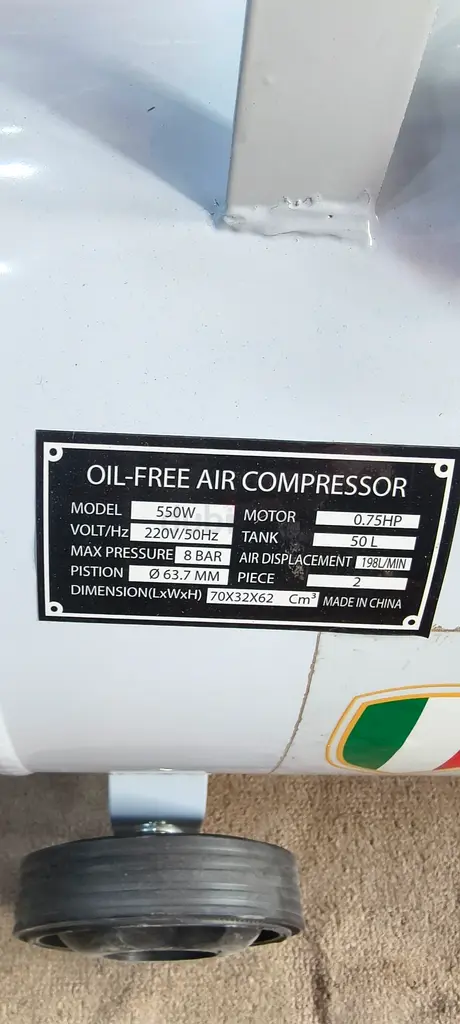 OIL-FREE AIR COMPRESSOR
MODEL 550W MOTOR 0.75HP
VOLT/Hz 220V/50Hz TANK 50 L
MAX PRESSURE 8 BAR AIR DISPLACEMENT 198L/MIN
PISTION Ø 63.7 MM PIECE 2
DIMENSION(LxWxH) 70X32X62 Cm³ MADE IN CHINA